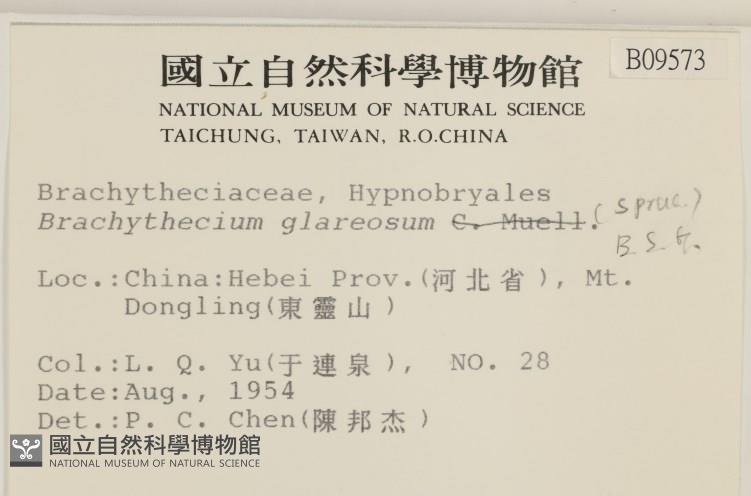 國立自然科學博物館
B09573
NATIONAL MUSEUM OF NATURAL SCIENCE
TAICHUNG, TAIWAN, R.O.CHINA
Brachytheciaceae, Hypnobryales
Brachythecium glareosum C. Muell. (Spruc.)
B. S. G.
Loc.:China:Hebei Prov.(河北省), Mt.
Dongling(東靈山)
Col.:L. Q. Yu(于連泉), NO. 28
Date:Aug., 1954
Det.:P. C. Chen(陳邦杰)
國立自然科學博物館
NATIONAL MUSEUM OF NATURAL SCIENCE